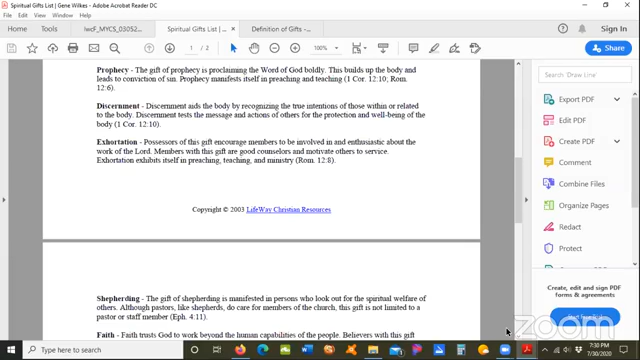 Spiritual Gifts List | Gene Wilkes - Adobe Acrobat Reader DC
File Edit View Window Help
Home Tools iwcF_MYCS_03052... Spiritual Gifts List ... × Definition of Gifts -... Sign In
1 / 2 100% Share
Prophecy - The gift of prophecy is proclaiming the Word of God boldly. This builds up the body and
leads to conviction of sin. Prophecy manifests itself in preaching and teaching (1 Cor. 12:10; Rom.
12:6).
Discernment - Discernment aids the body by recognizing the true intentions of those within or related
to the body. Discernment tests the message and actions of others for the protection and well-being of the
body (1 Cor. 12:10).
Exhortation - Possessors of this gift encourage members to be involved in and enthusiastic about the
work of the Lord. Members with this gift are good counselors and motivate others to service.
Exhortation exhibits itself in preaching, teaching, and ministry (Rom. 12:8).
Copyright © 2003 LifeWay Christian Resources
Shepherding - The gift of shepherding is manifested in persons who look out for the spiritual welfare of
others. Although pastors, like shepherds, do care for members of the church, this gift is not limited to a
pastor or staff member (Eph. 4:11).
Faith - Faith trusts God to work beyond the human capabilities of the people. Believers with this gift
Search 'Draw Line'
Export PDF
Edit PDF
Create PDF
Comment
Combine Files
Organize Pages
Redact
Protect
Create, edit and sign PDF
forms & agreements
Start Free Trial
zoom
Type here to search
7:30 PM
7/30/2020